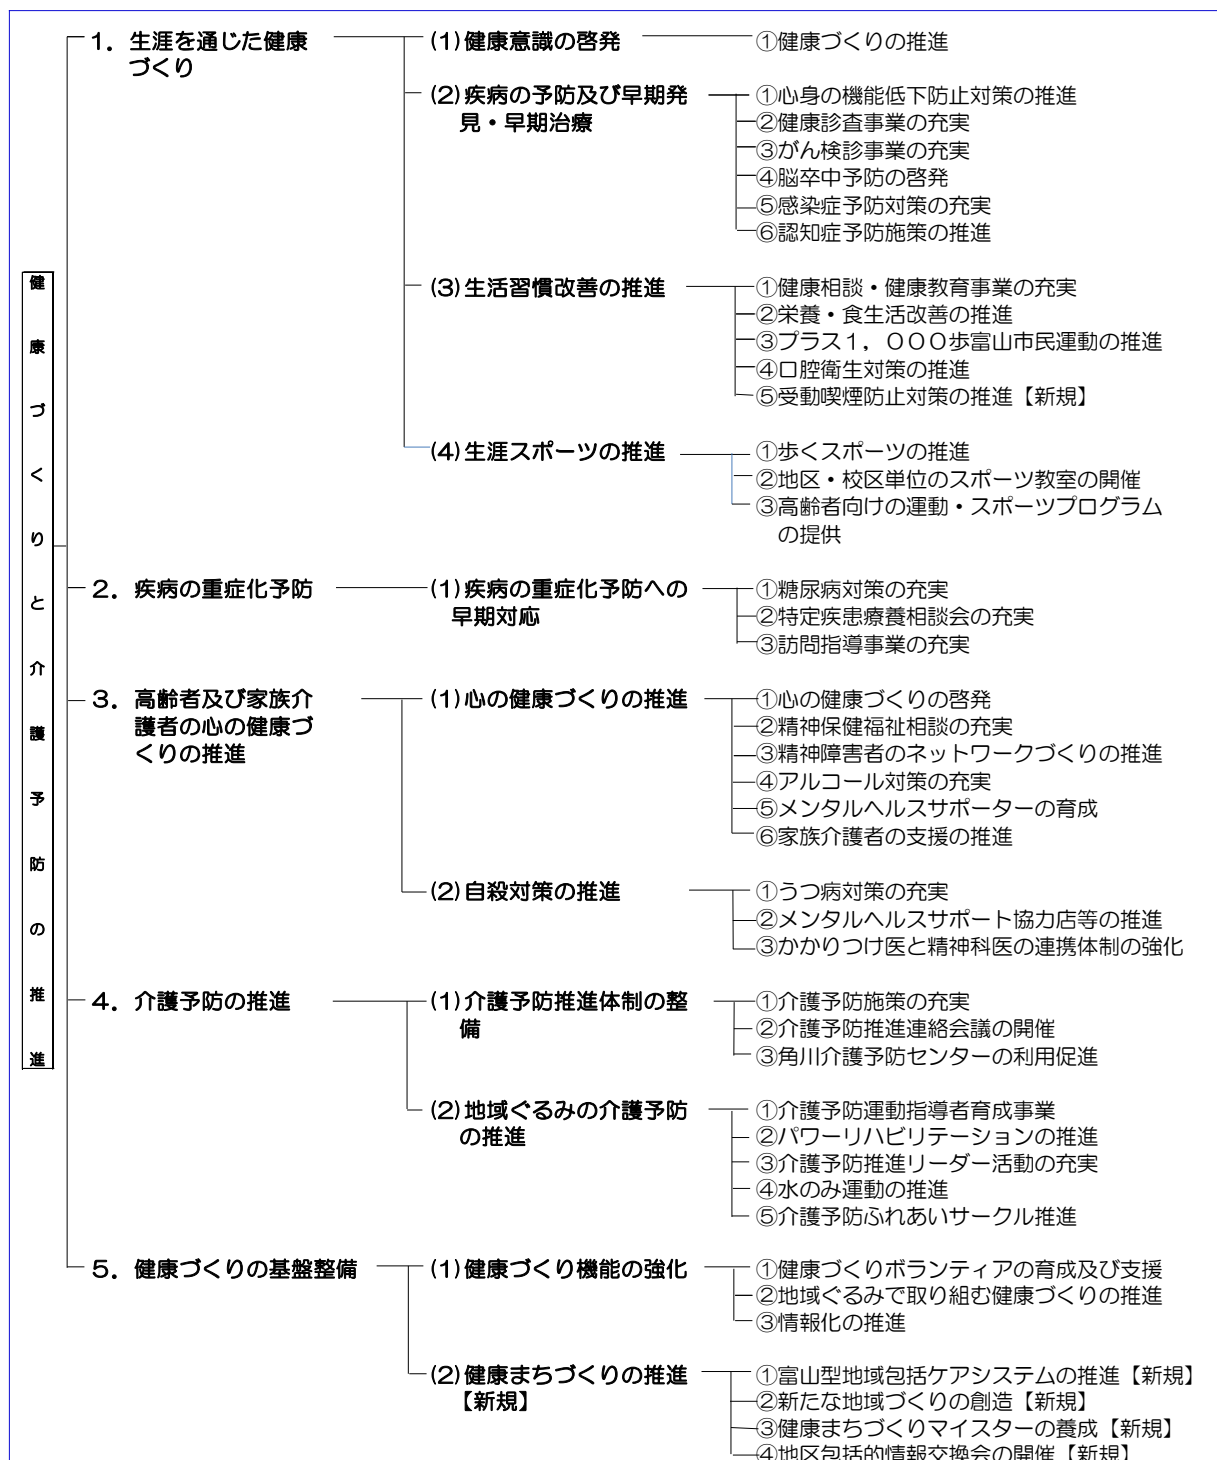 健康づくりと介護予防の推進
1．生涯を通じた健康
づくり
(1)健康意識の啓発
①健康づくりの推進
(2)疾病の予防及び早期発
見・早期治療
①心身の機能低下防止対策の推進
②健康診査事業の充実
③がん検診事業の充実
④脳卒中予防の啓発
⑤感染症予防対策の充実
⑥認知症予防施策の推進
(3)生活習慣改善の推進
①健康相談・健康教育事業の充実
②栄養・食生活改善の推進
③プラス１，０００歩富山市民運動の推進
④口腔衛生対策の推進
⑤受動喫煙防止対策の推進【新規】
(4)生涯スポーツの推進
①歩くスポーツの推進
②地区・校区単位のスポーツ教室の開催
③高齢者向けの運動・スポーツプログラム
の提供
2．疾病の重症化予防
(1)疾病の重症化予防への
早期対応
①糖尿病対策の充実
②特定疾患療養相談会の充実
③訪問指導事業の充実
3．高齢者及び家族介
護者の心の健康づ
くりの推進
(1)心の健康づくりの推進
①心の健康づくりの啓発
②精神保健福祉相談の充実
③精神障害者のネットワークづくりの推進
④アルコール対策の充実
⑤メンタルヘルスサポーターの育成
⑥家族介護者の支援の推進
(2)自殺対策の推進
①うつ病対策の充実
②メンタルヘルスサポート協力店等の推進
③かかりつけ医と精神科医の連携体制の強化
4．介護予防の推進
(1)介護予防推進体制の整
備
①介護予防施策の充実
②介護予防推進連絡会議の開催
③角川介護予防センターの利用促進
(2)地域ぐるみの介護予防
の推進
①介護予防運動指導者育成事業
②パワーリハビリテーションの推進
③介護予防推進リーダー活動の充実
④水のみ運動の推進
⑤介護予防ふれあいサークル推進
5．健康づくりの基盤整備
(1)健康づくり機能の強化
①健康づくりボランティアの育成及び支援
②地域ぐるみで取り組む健康づくりの推進
③情報化の推進
(2)健康まちづくりの推進
【新規】
①富山型地域包括ケアシステムの推進【新規】
②新たな地域づくりの創造【新規】
③健康まちづくりマイスターの養成【新規】
④地区包括的情報交換会の開催【新規】